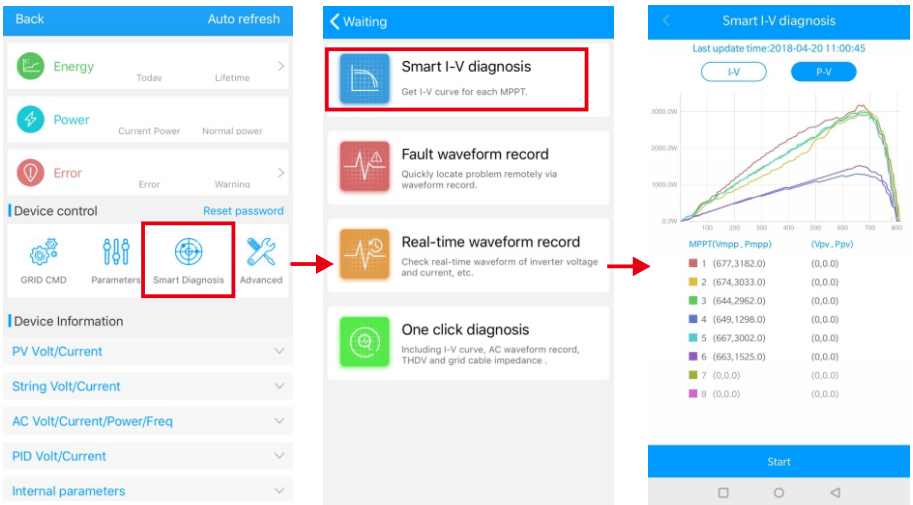 Back
Auto refresh
Energy
Today
Lifetime
Power
Current Power
Normal power
Error
Error
Warning
Device control
Reset password
GRID CMD
Parameters
Smart Diagnosis
Advanced
Device Information
PV Volt/Current
String Volt/Current
AC Volt/Current/Power/Freq
PID Volt/Current
Internal parameters
Waiting
Smart I-V diagnosis
Get I-V curve for each MPPT.
Fault waveform record
Quickly locate problem remotely via
waveform record.
Real-time waveform record
Check real-time waveform of inverter voltage
and current, etc.
One click diagnosis
Including I-V curve, AC waveform record,
THDV and grid cable impedance .
Smart I-V diagnosis
Last update time:2018-04-20 11:00:45
I-V
P-V
3000.0W
2000.0W
1000.0W
0.0W
100 200 300 400 500 600 700 800
MPPT(Vmpp , Pmpp) (Vpv , Ppv)
1 (677,3182.0) (0,0.0)
2 (674,3033.0) (0,0.0)
3 (644,2962.0) (0,0.0)
4 (649,1298.0) (0,0.0)
5 (667,3002.0) (0,0.0)
6 (663,1525.0) (0,0.0)
7 (0,0.0) (0,0.0)
8 (0,0.0) (0,0.0)
Start